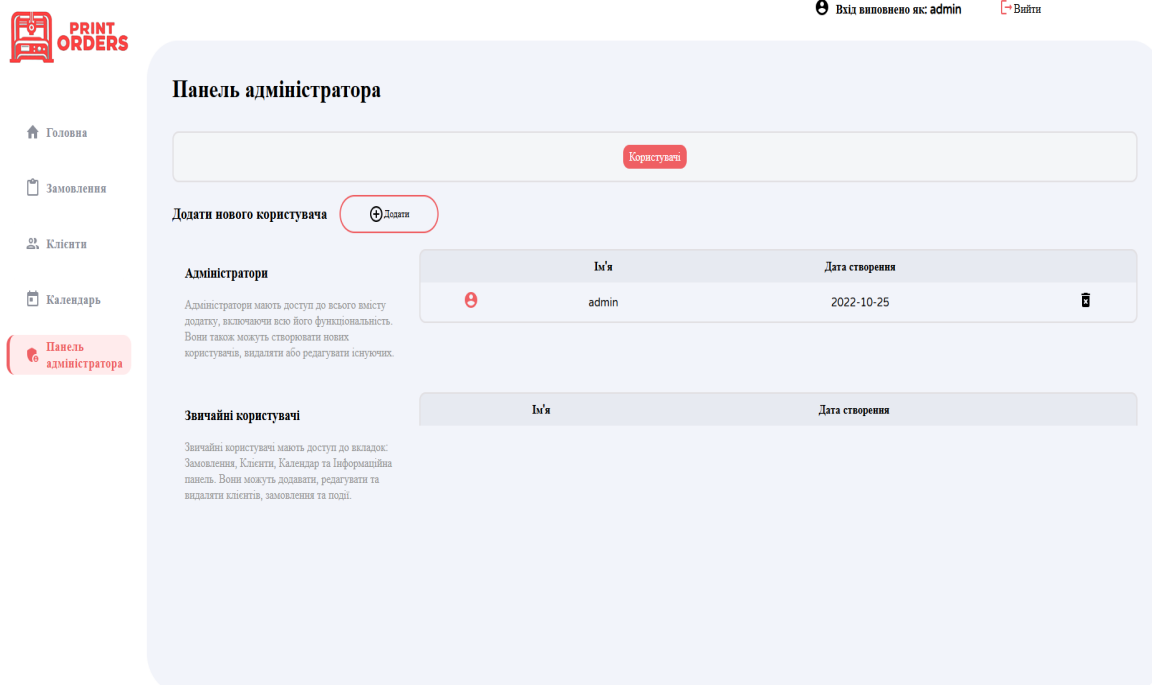 PRINT
ORDERS
Вхід виповнено як: admin
Вийти
Панель адміністратора
Головна
Замовлення
Клієнти
Календарь
Панель
адміністратора
Користувачі
Додати нового користувача
Додати
Адміністратори
Адміністратори мають доступ до всього вмісту
додатку, включаючи всю його функціональність.
Вони також можуть створювати нових
користувачів, видаляти або редагувати існуючих.
Ім'я Дата створення
admin 2022-10-25
Звичайні користувачі
Звичайні користувачі мають доступ до вкладок:
Замовлення, Клієнти, Календар та Інформаційна
панель. Вони можуть додавати, редагувати та
видаляти клієнтів, замовлення та події.
Ім'я Дата створення